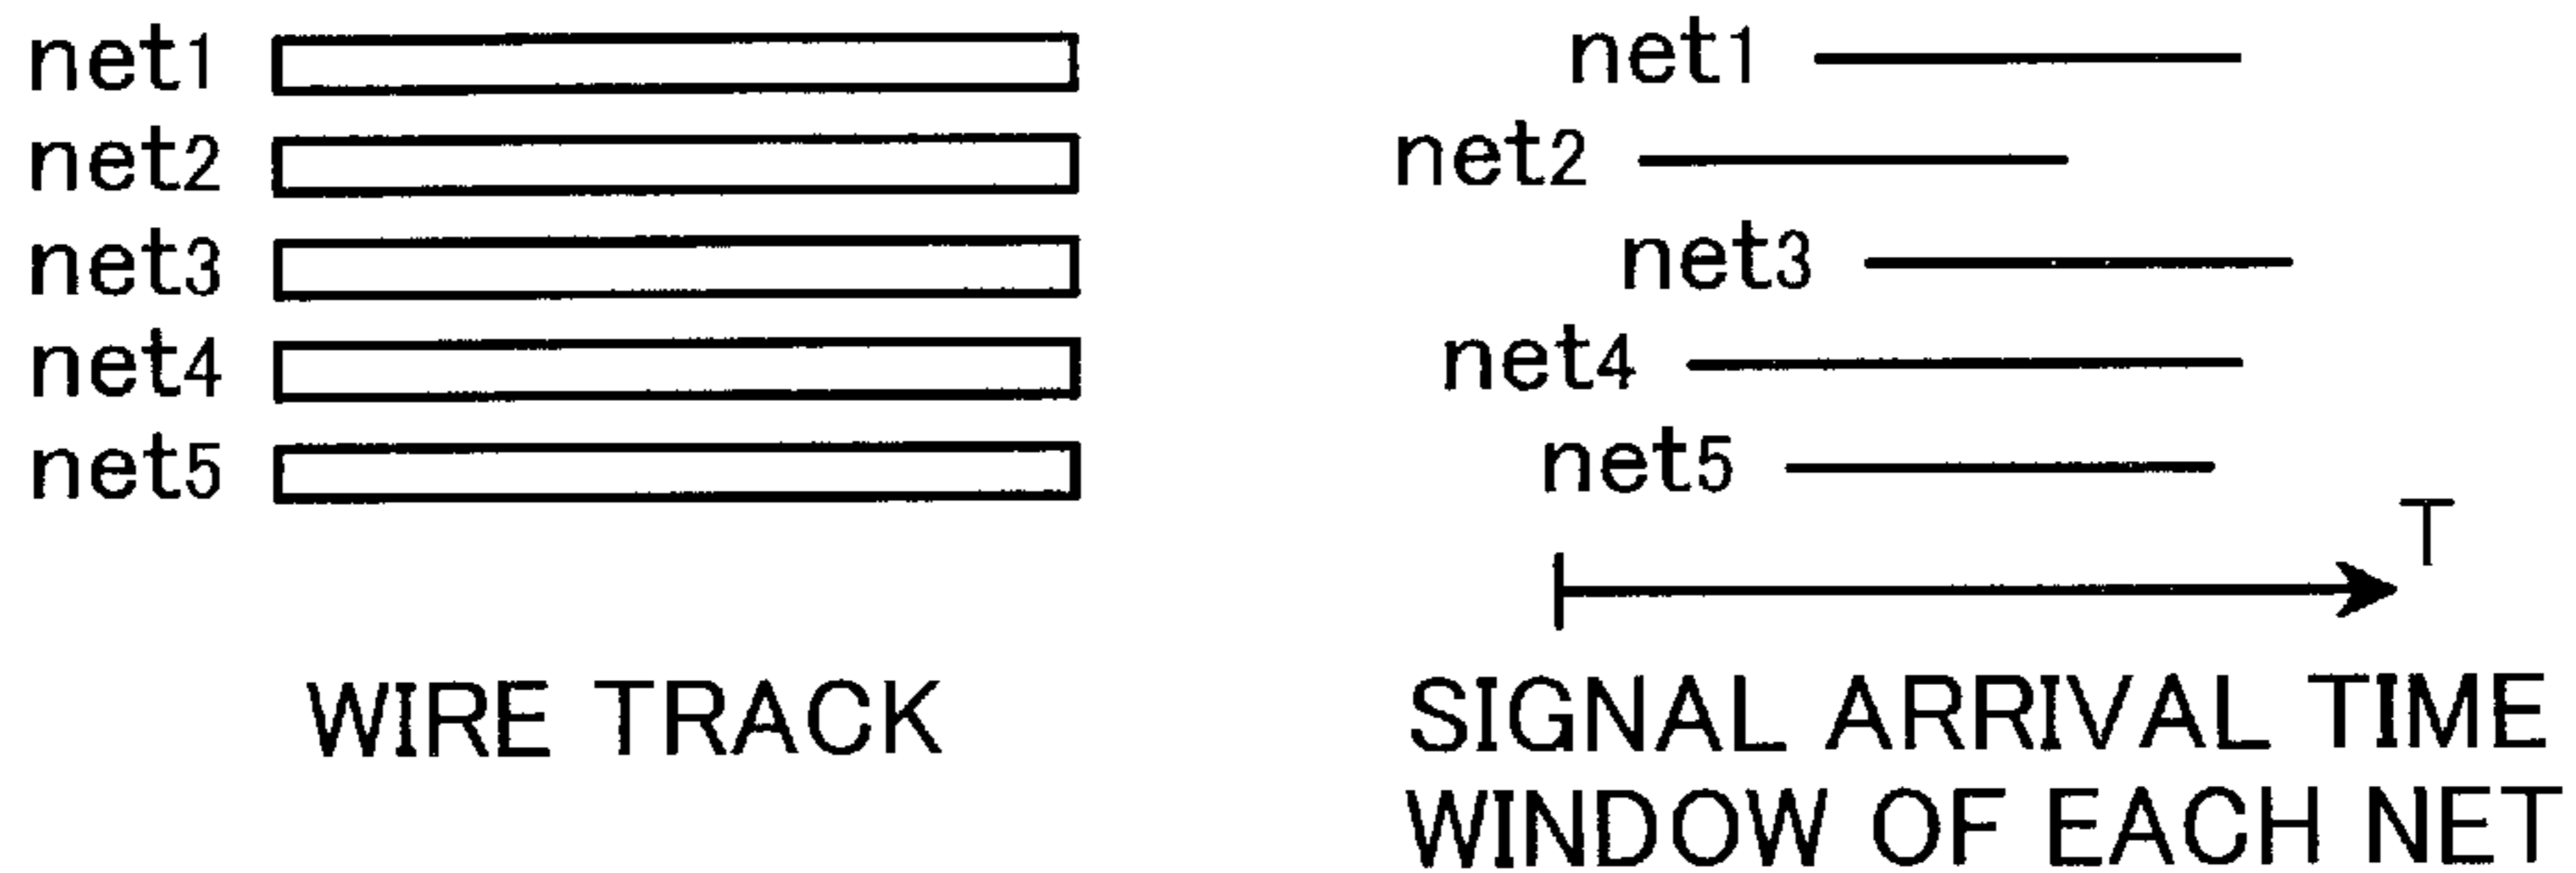 net1
net2
net3
net4
net5
WIRE TRACK
net1
net2
net3
net4
net5
T
SIGNAL ARRIVAL TIME
WINDOW OF EACH NET